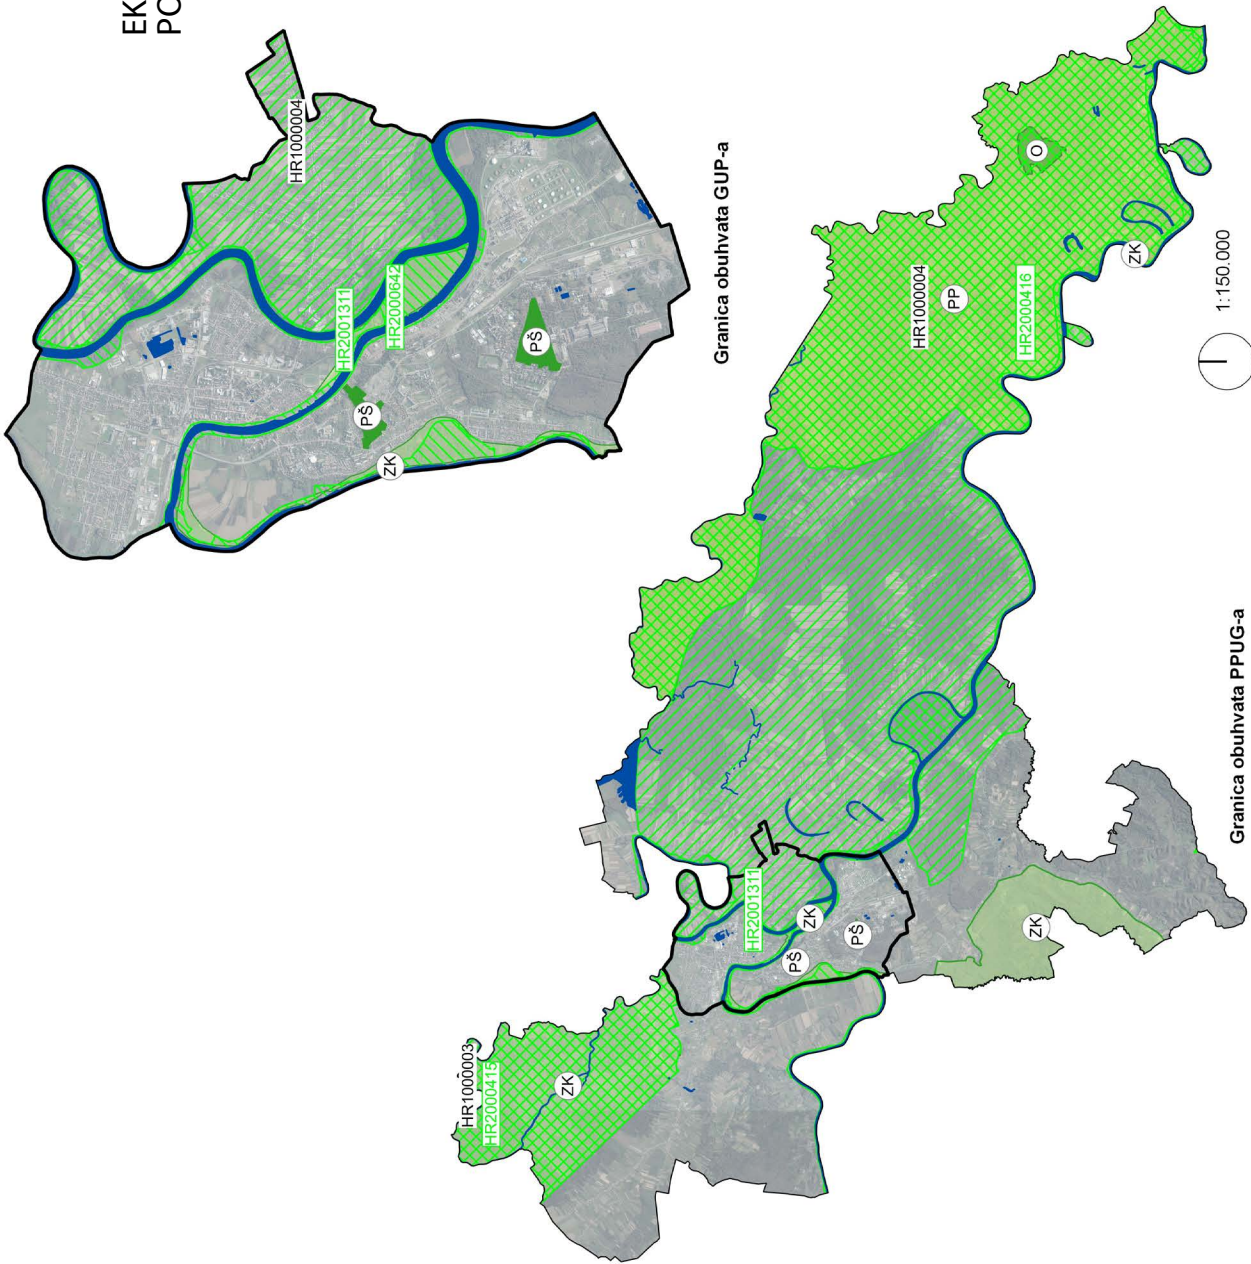 EK
PO
HR1000004
HR2001311
HR2000642
PŠ
PŠ
ZK
Granica obuhvata GUP-a
O
HR1000004
PP
HR2000416
ZK
1:150.000
HR2001311
ZK
PŠ
PŠ
ZK
HR1000003
HR2000415
ZK
Granica obuhvata PPUG-a